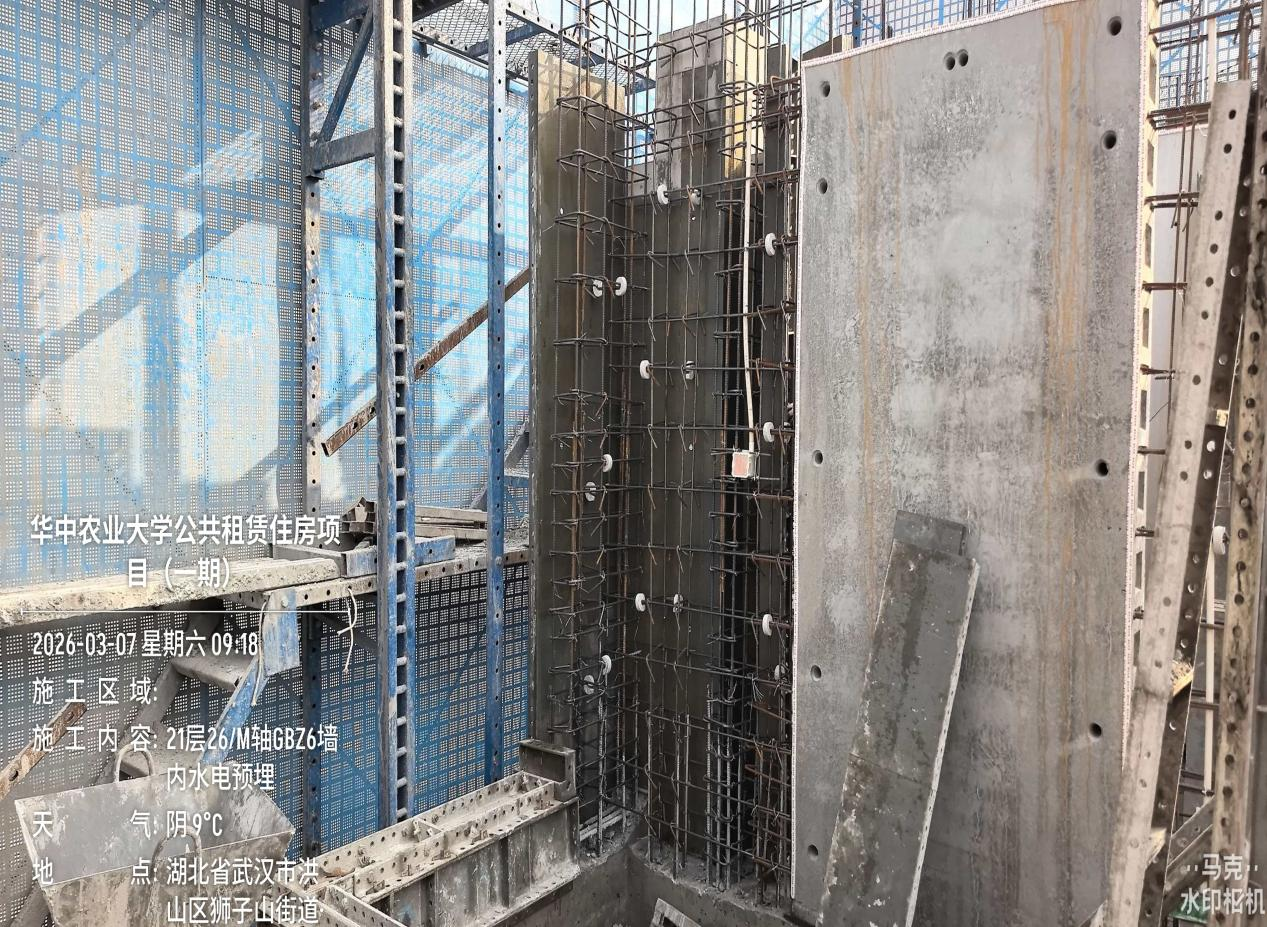 华中农业大学公共租赁住房项
目（一期）
2026-03-07 星期六 09:18
施工区域:
施工内容: 21层26/M轴GBZ6墙
内水电预埋
天气: 阴 9℃
地点: 湖北省武汉市洪
山区狮子山街道
马克
水印相机